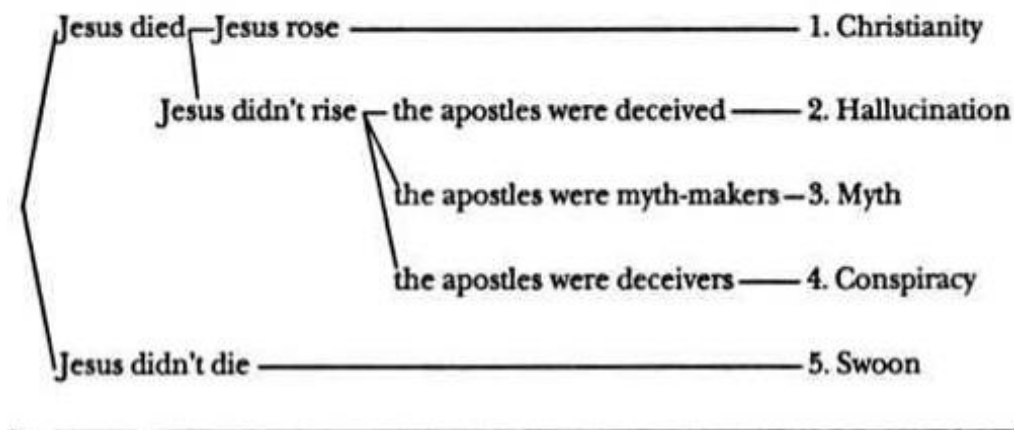 Jesus died Jesus rose 1. Christianity
Jesus didn't rise the apostles were deceived 2. Hallucination
the apostles were myth-makers 3. Myth
the apostles were deceivers 4. Conspiracy
Jesus didn't die 5. Swoon